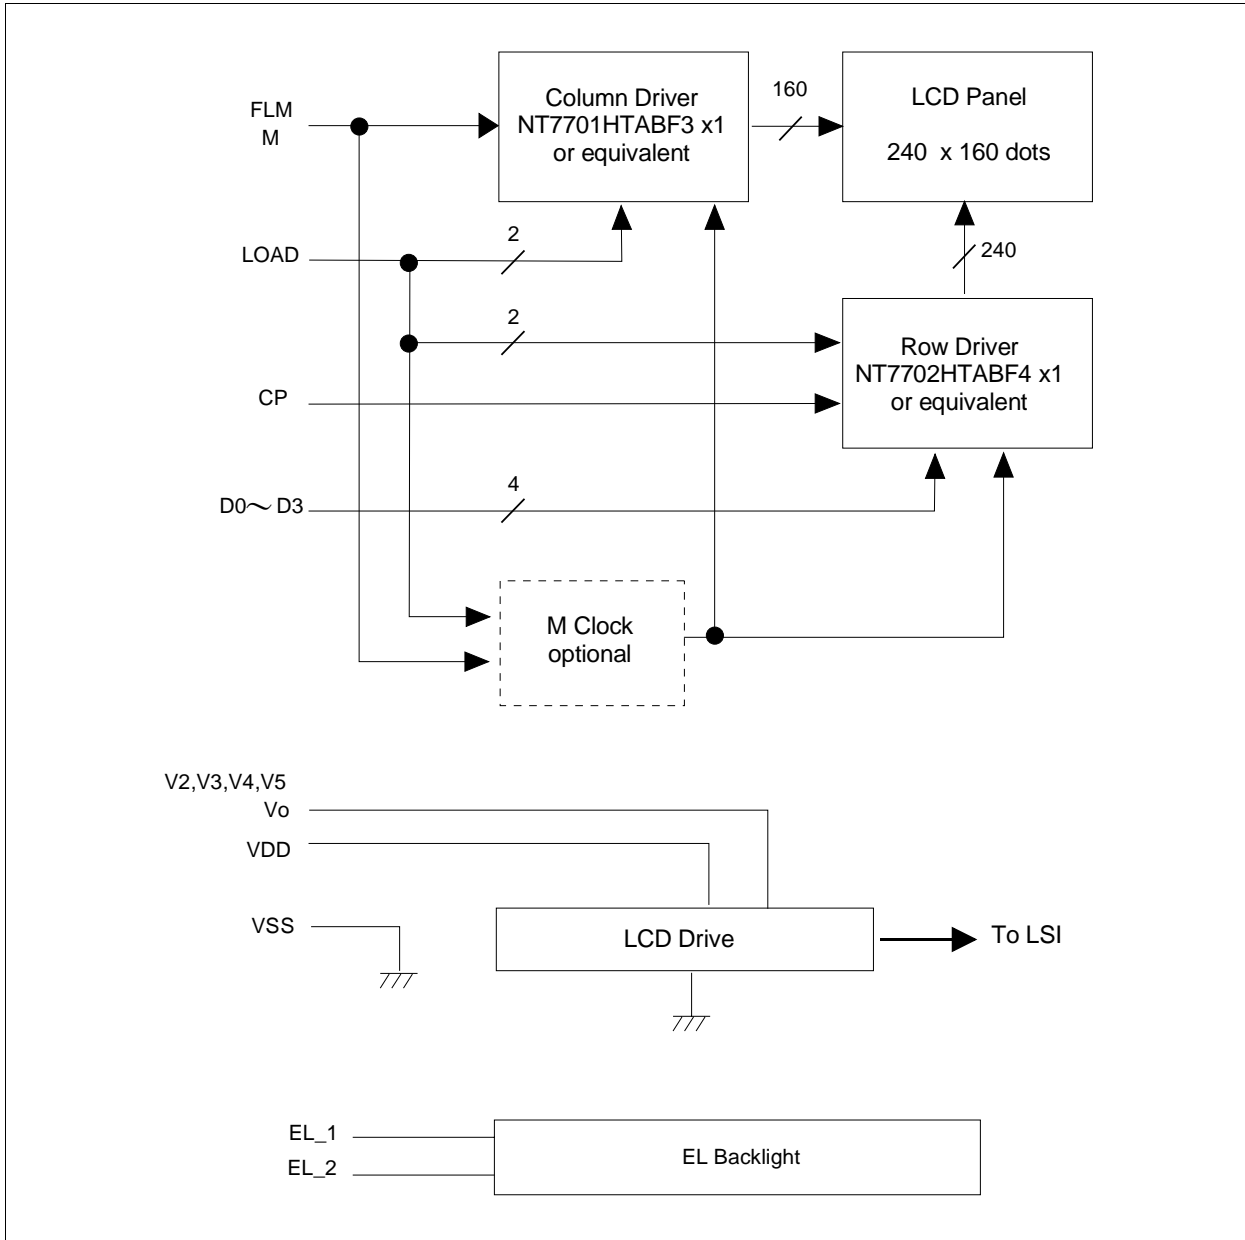 FLM
M
Column Driver
NT7701HTABF3 x1
or equivalent
160
LCD Panel
240 x 160 dots
LOAD
2
240
2
Row Driver
NT7702HTABF4 x1
or equivalent
CP
D0～D3
4
M Clock
optional
V2,V3,V4,V5
Vo
VDD
VSS
LCD Drive
To LSI
EL_1
EL_2
EL Backlight